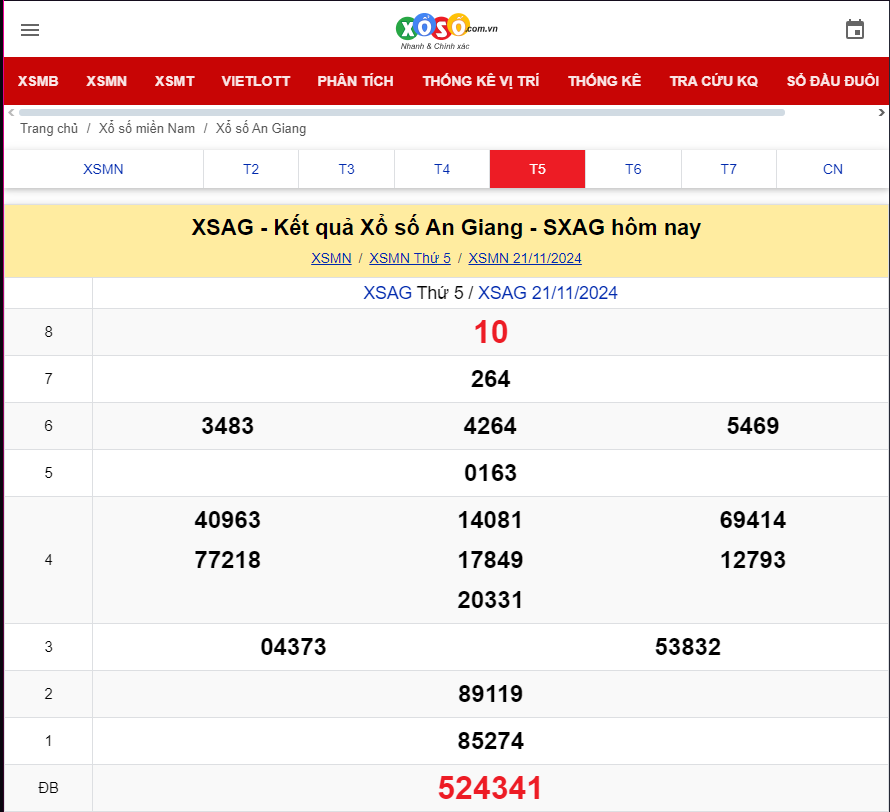 XỔSỐ.com.vn
Nhanh & Chính xác
XSMB XSMN XSMT VIETLOTT PHÂN TÍCH THỐNG KÊ VỊ TRÍ THỐNG KÊ TRA CỨU KQ SỐ ĐẦU ĐUÔI
Trang chủ / Xổ số miền Nam / Xổ số An Giang
XSMN T2 T3 T4 T5 T6 T7 CN
XSAG - Kết quả Xổ số An Giang - SXAG hôm nay
XSMN / XSMN Thứ 5 / XSMN 21/11/2024
XSAG Thứ 5 / XSAG 21/11/2024
8 10
7 264
6 3483 4264 5469
5 0163
40963 14081 69414
4 77218 17849 12793
20331
3 04373 53832
2 89119
1 85274
ĐB 524341